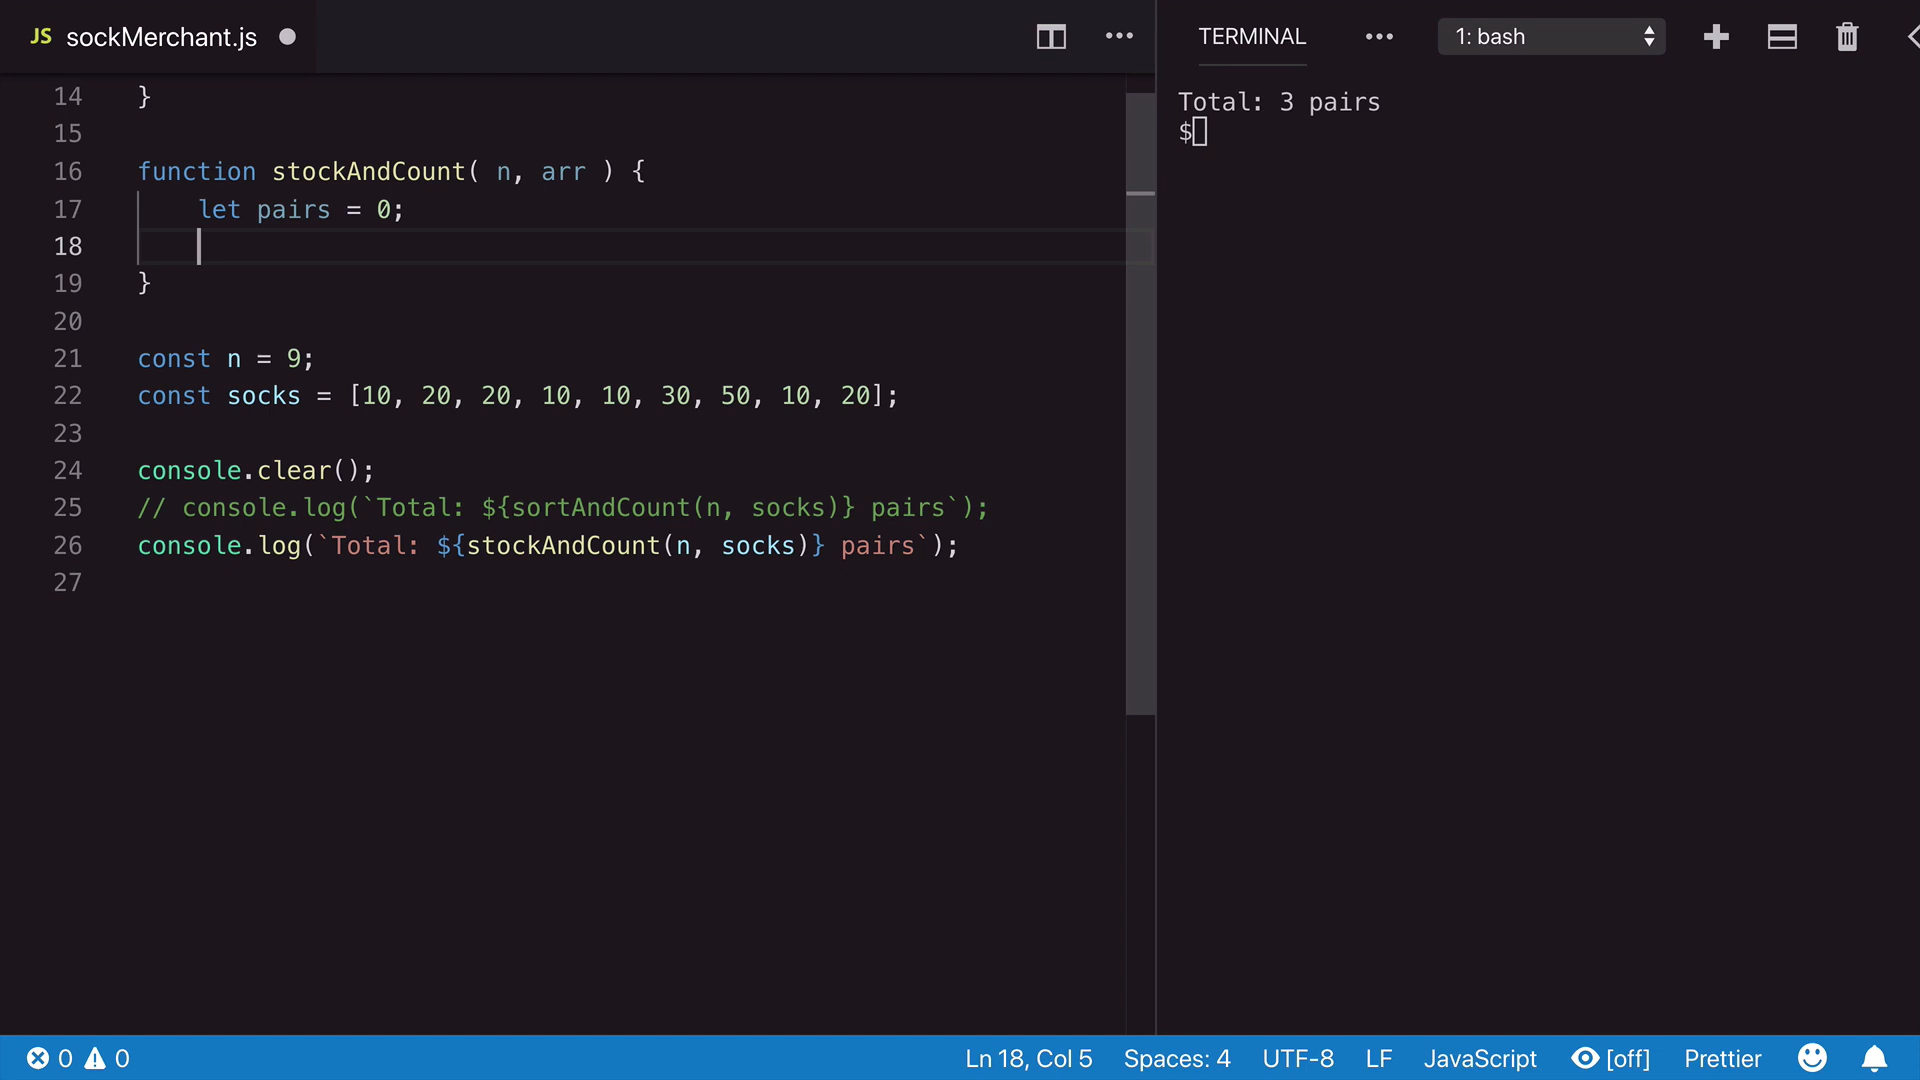 JS sockMerchant.js
14 }
15
16 function stockAndCount( n, arr ) {
17 let pairs = 0;
18
19 }
20
21 const n = 9;
22 const socks = [10, 20, 20, 10, 10, 30, 50, 10, 20];
23
24 console.clear();
25 // console.log(`Total: ${sortAndCount(n, socks)} pairs`);
26 console.log(`Total: ${stockAndCount(n, socks)} pairs`);
27
TERMINAL ••• 1: bash
Total: 3 pairs
$
0 0 Ln 18, Col 5 Spaces: 4 UTF-8 LF JavaScript [off] Prettier